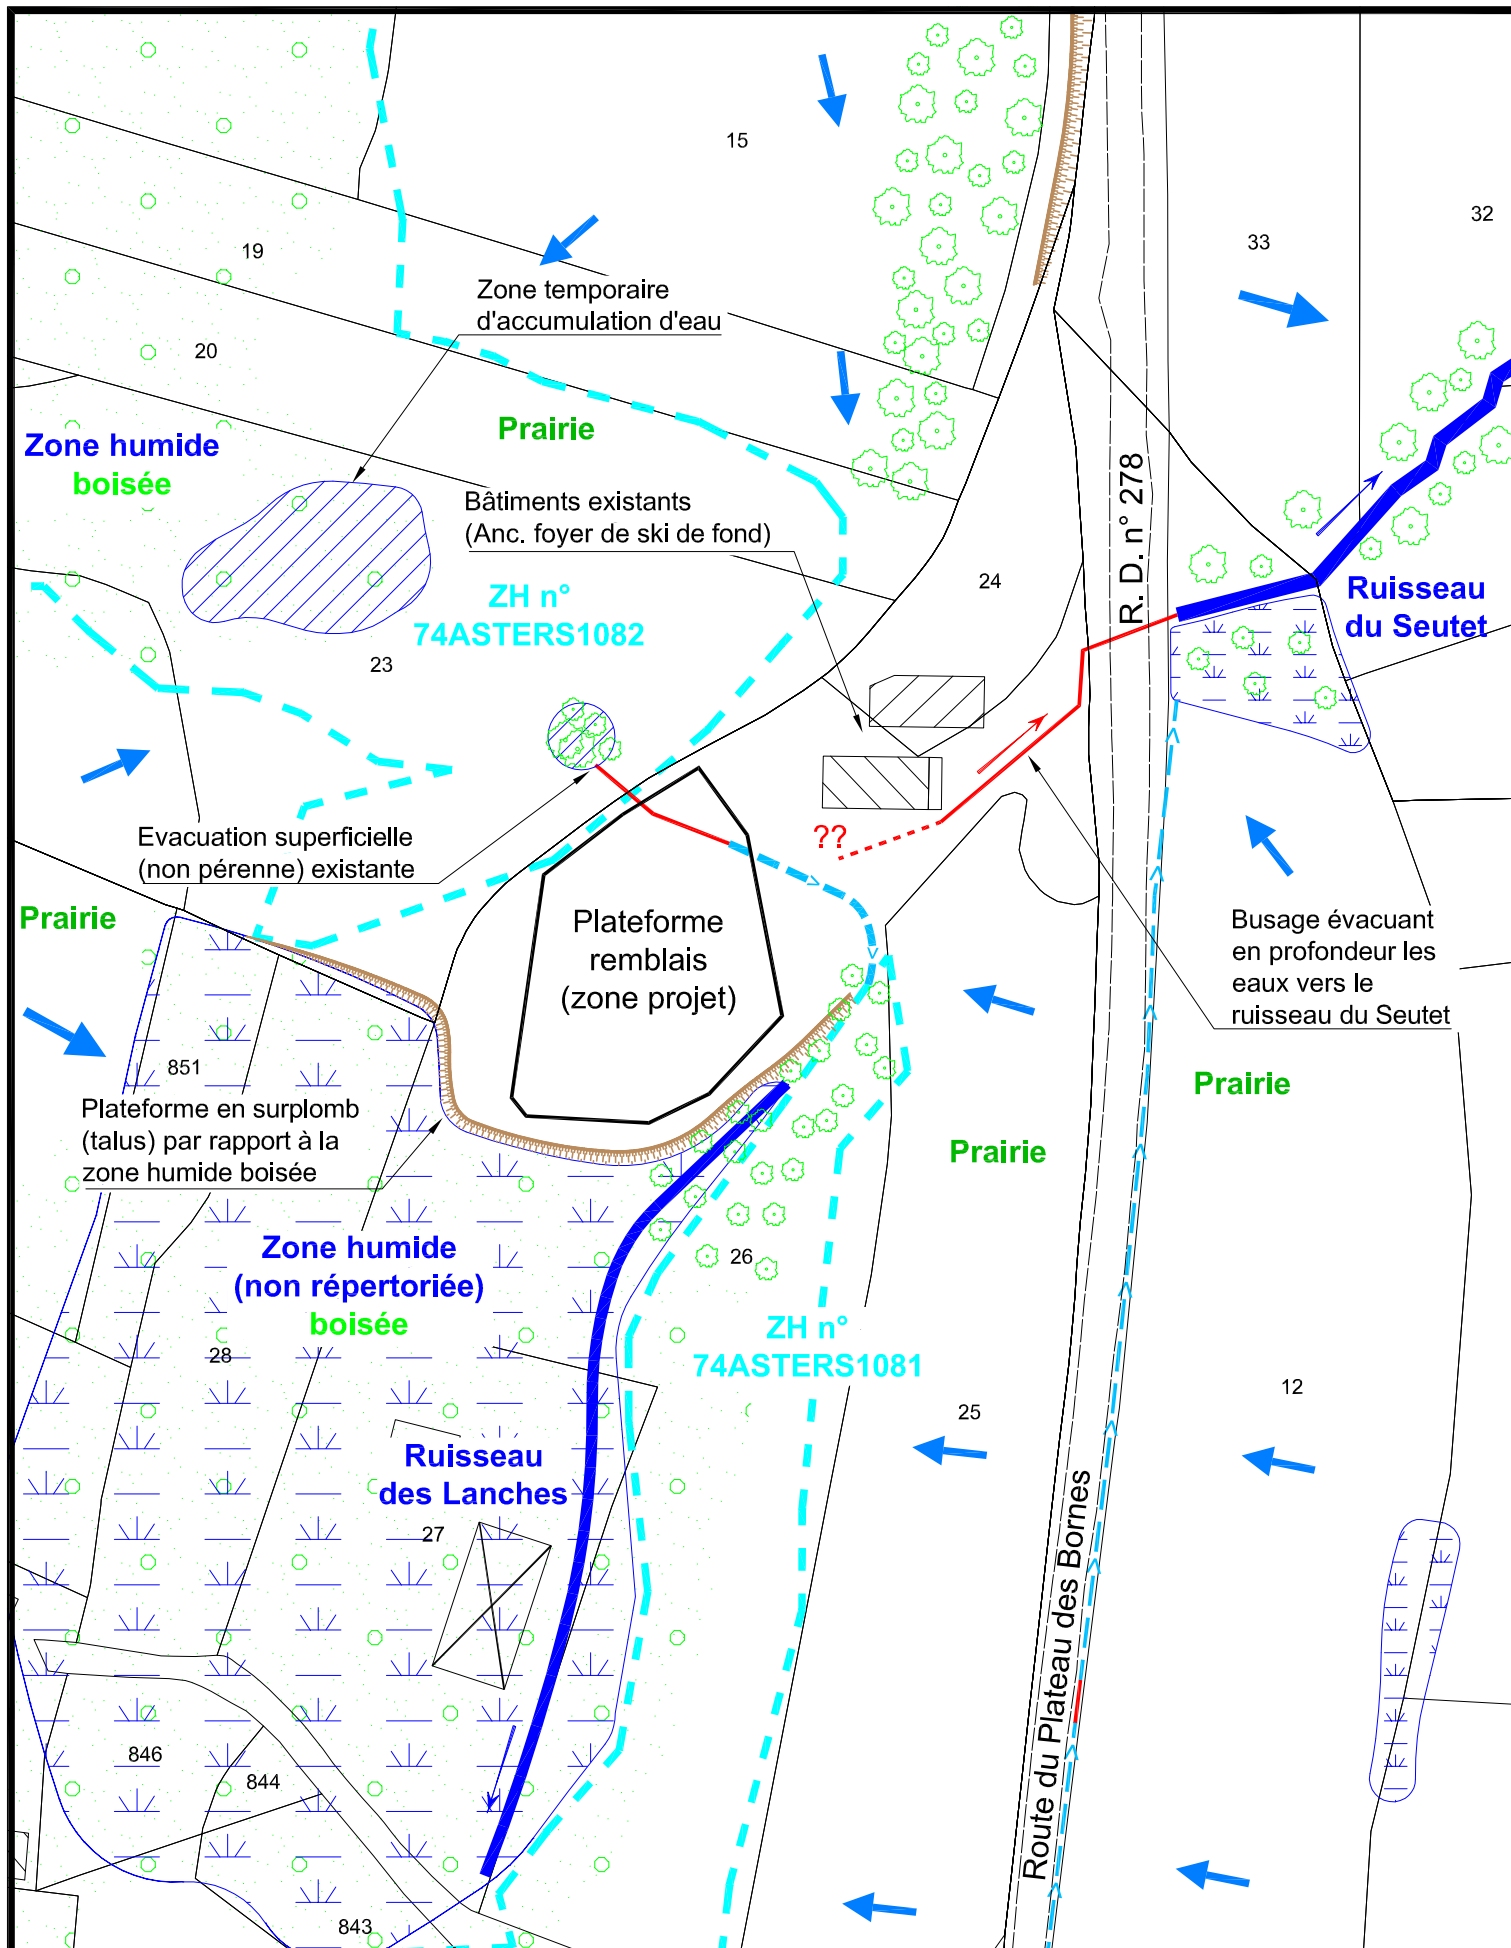 15
32
33
19
Zone temporaire
d'accumulation d'eau
20
Prairie
Zone humide
boisée
Bâtiments existants
(Anc. foyer de ski de fond)
R. D. n° 278
24
ZH n°
74ASTERS1082
Ruisseau
du Seutet
23
Evacuation superficielle
(non pérenne) existante
??
Prairie
Plateforme
remblais
(zone projet)
Busage évacuant
en profondeur les
eaux vers le
ruisseau du Seutet
851
Plateforme en surplomb
(talus) par rapport à la
zone humide boisée
Prairie
Prairie
Zone humide
(non répertoriée)
boisée
26
ZH n°
74ASTERS1081
28
12
25
Ruisseau
des Lanches
27
Route du Plateau des Bornes
846
844
843